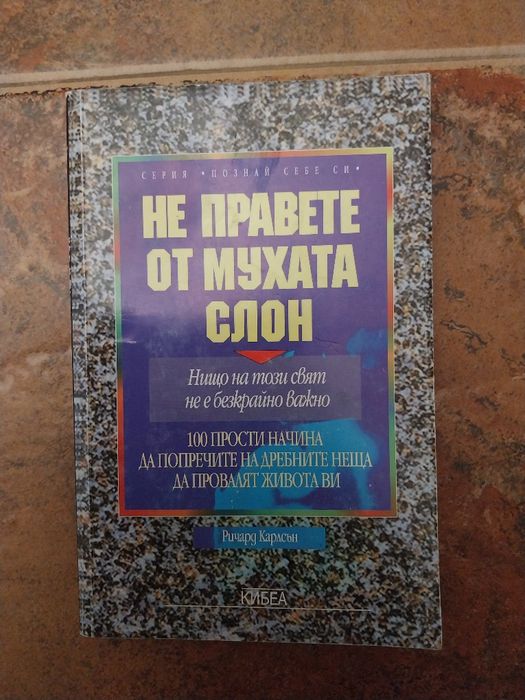 СЕРИЯ • ПОЗНАЙ СЕБЕ СИ •
НЕ ПРАВЕТЕ
ОТ МУХАТА
СЛОН
Нищо на този свят
не е безкрайно важно
100 ПРОСТИ НАЧИНА
ДА ПОПРЕЧИТЕ НА ДРЕБНИТЕ НЕЩА
ДА ПРОВАЛЯТ ЖИВОТА ВИ
Ричард Карлсън
КИБЕА